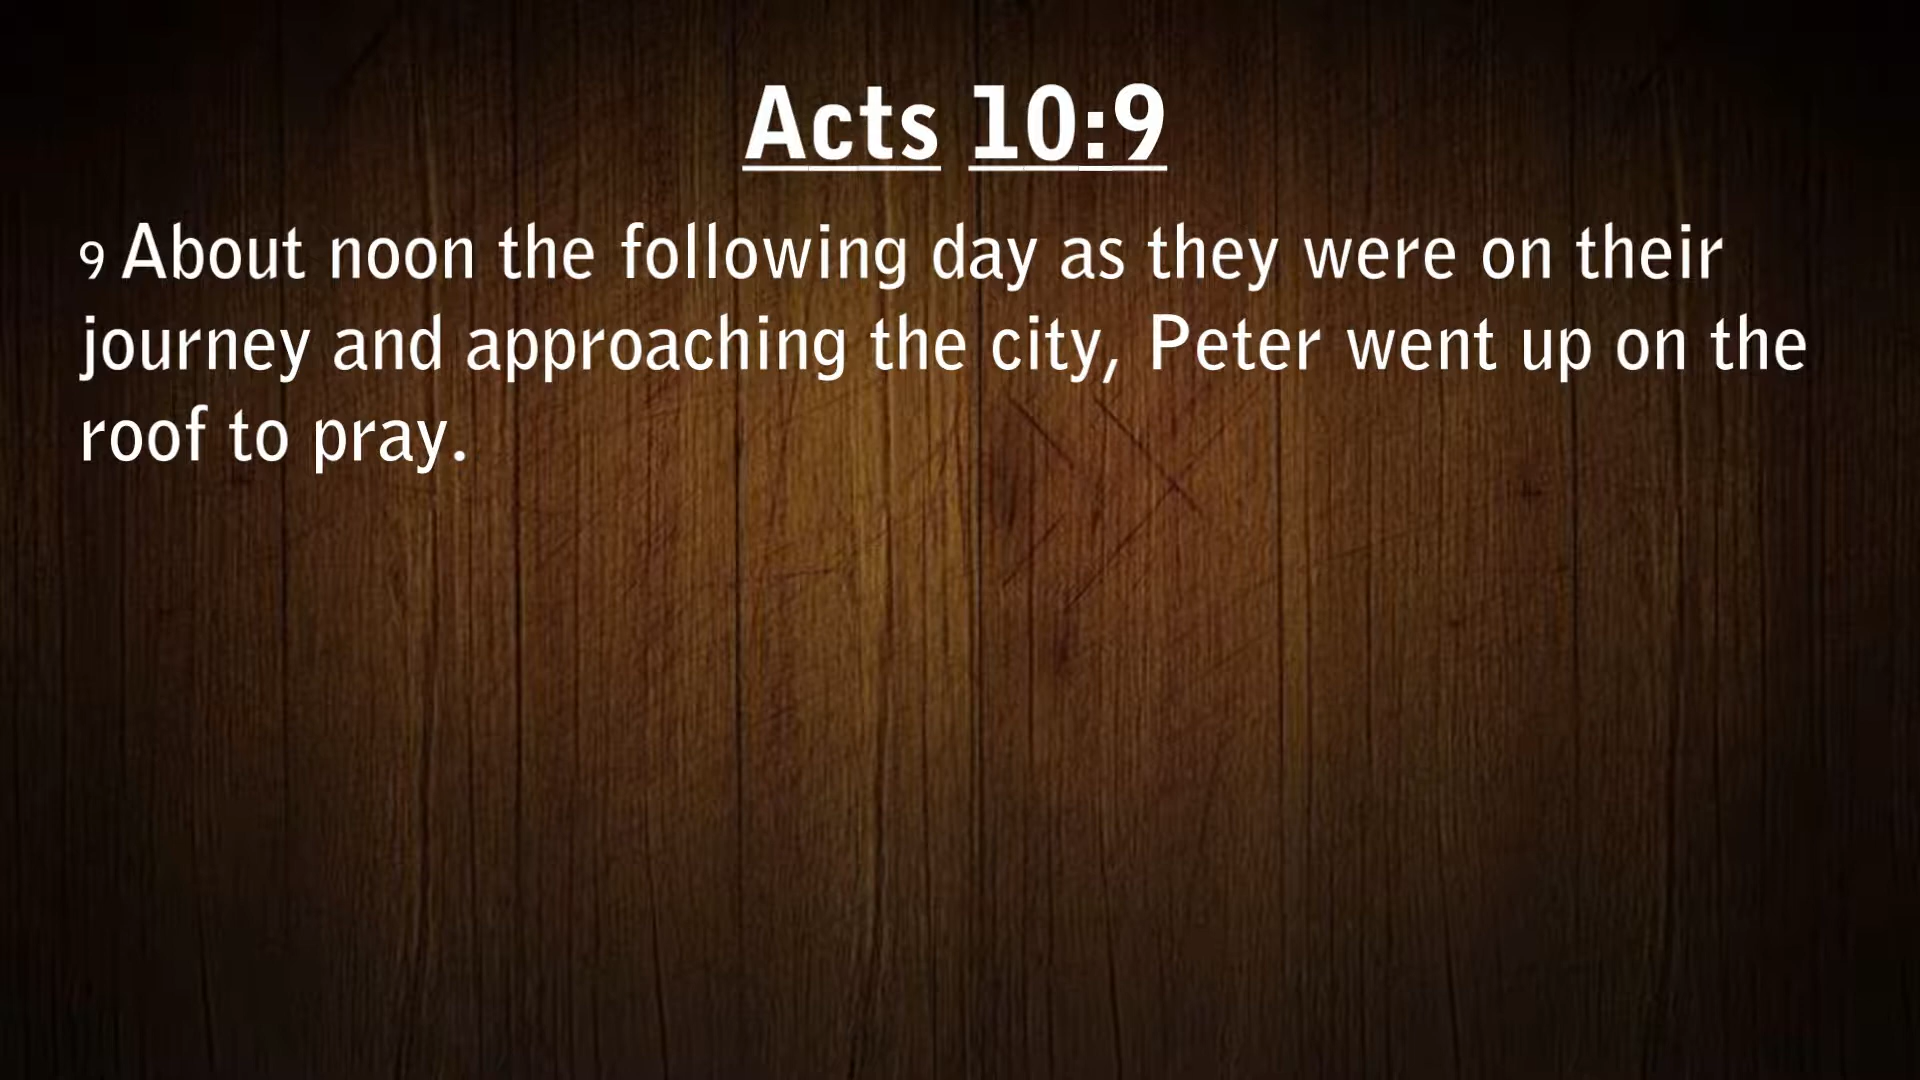 Acts 10:9
9 About noon the following day as they were on their
journey and approaching the city, Peter went up on the
roof to pray.